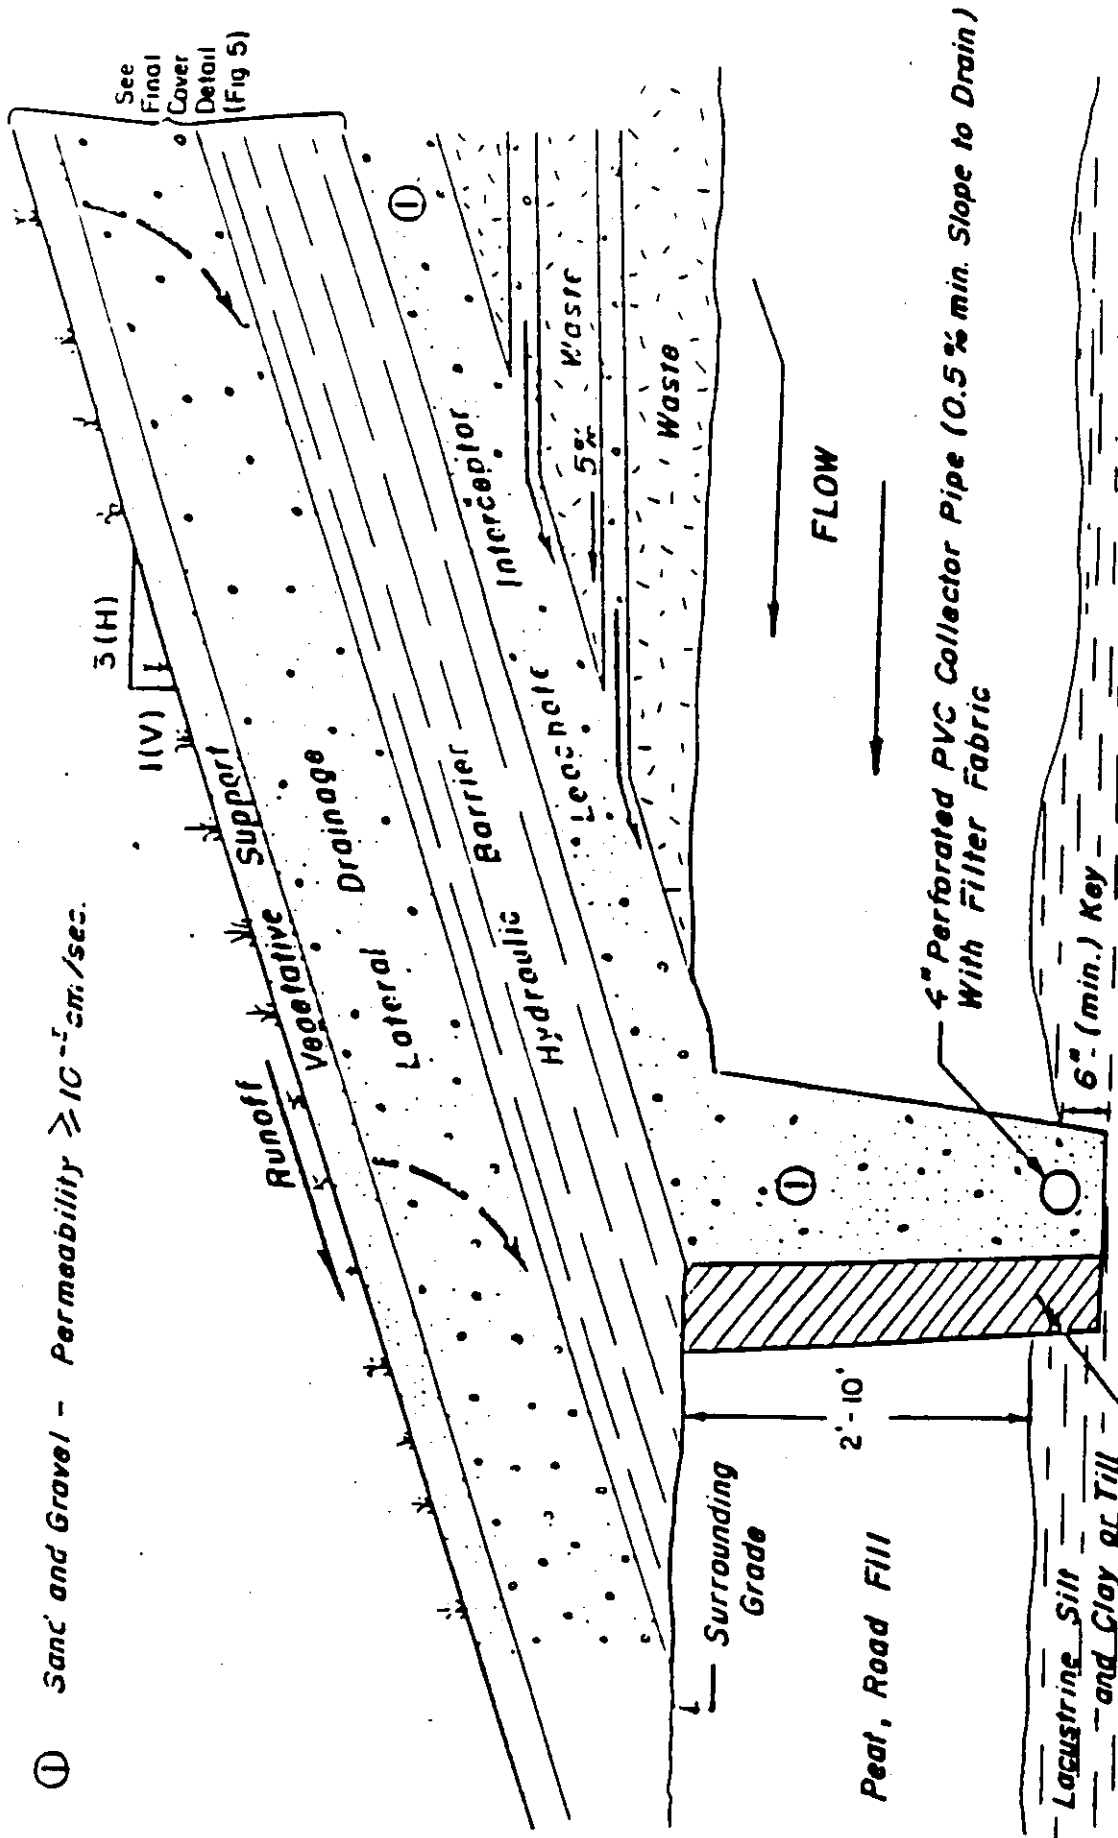 ① Sand and Gravel - Permeability ≥ 10⁻ cm./sec.
See
Final
Cover
Detail
(Fig 5)
3 (H)
1(V)
Runoff
Vegetative Support
Lateral Drainage
Hydraulic Barrier
Leachate Interceptor
①
Waste
5%
Waste
FLOW
①
4" Perforated PVC Collector Pipe (0.5% min. Slope to Drain)
With Filter Fabric
6" (min.) Key
2'-10'
Surrounding
Grade
Peat, Road Fill
Lacustrine Silt
and Clay or Till